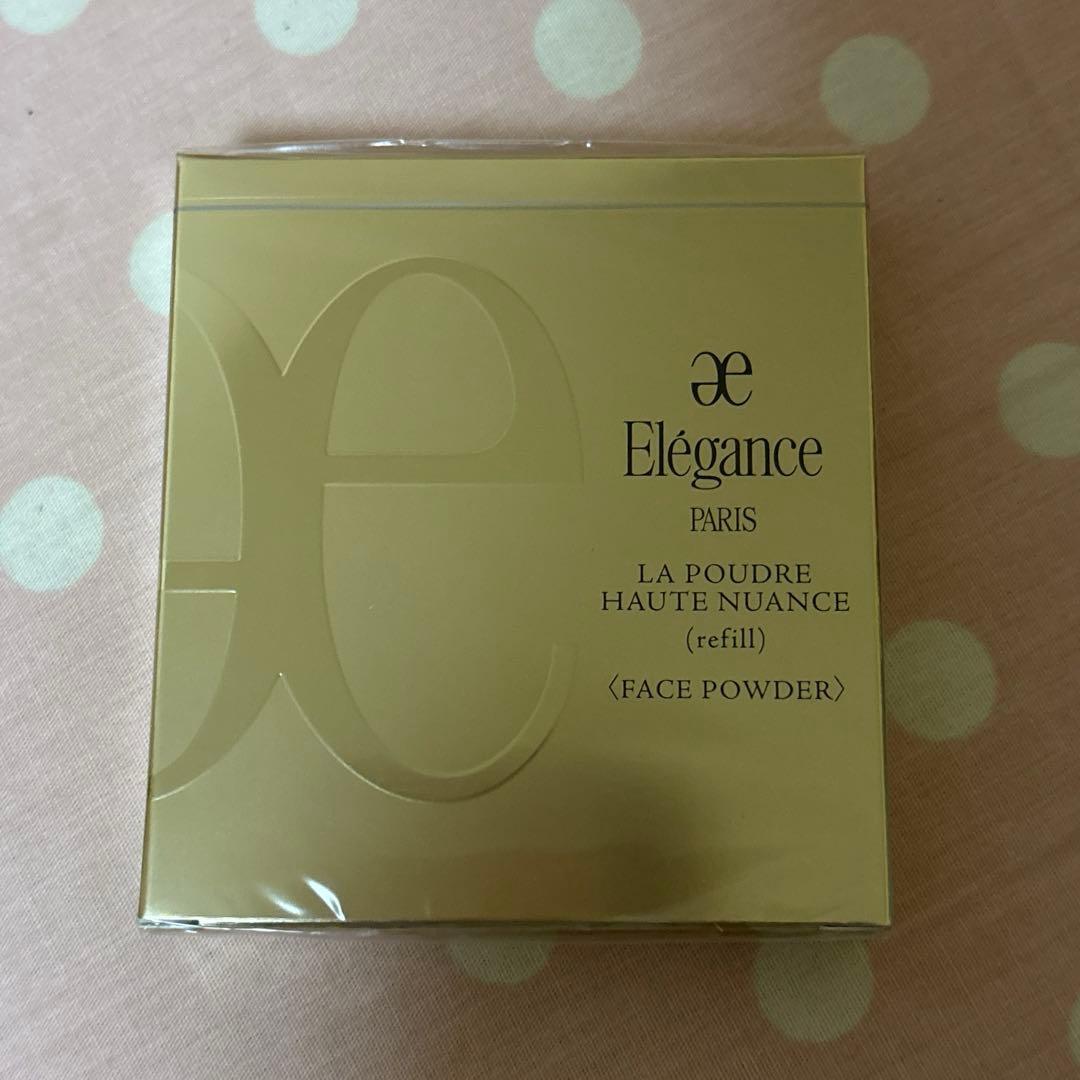 Elégance
PARIS
LA POUDRE
HAUTE NUANCE
(refill)
〈FACE POWDER〉